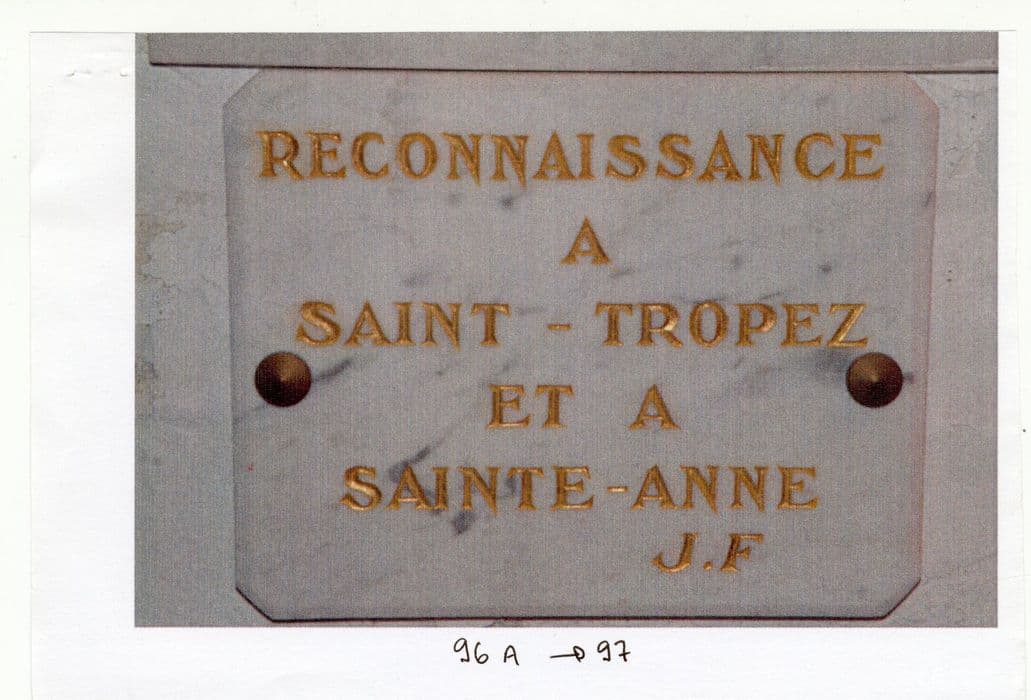 RECONNAISSANCE
A
SAINT - TROPEZ
ET A
SAINTE-ANNE
J.F
96 A → 97